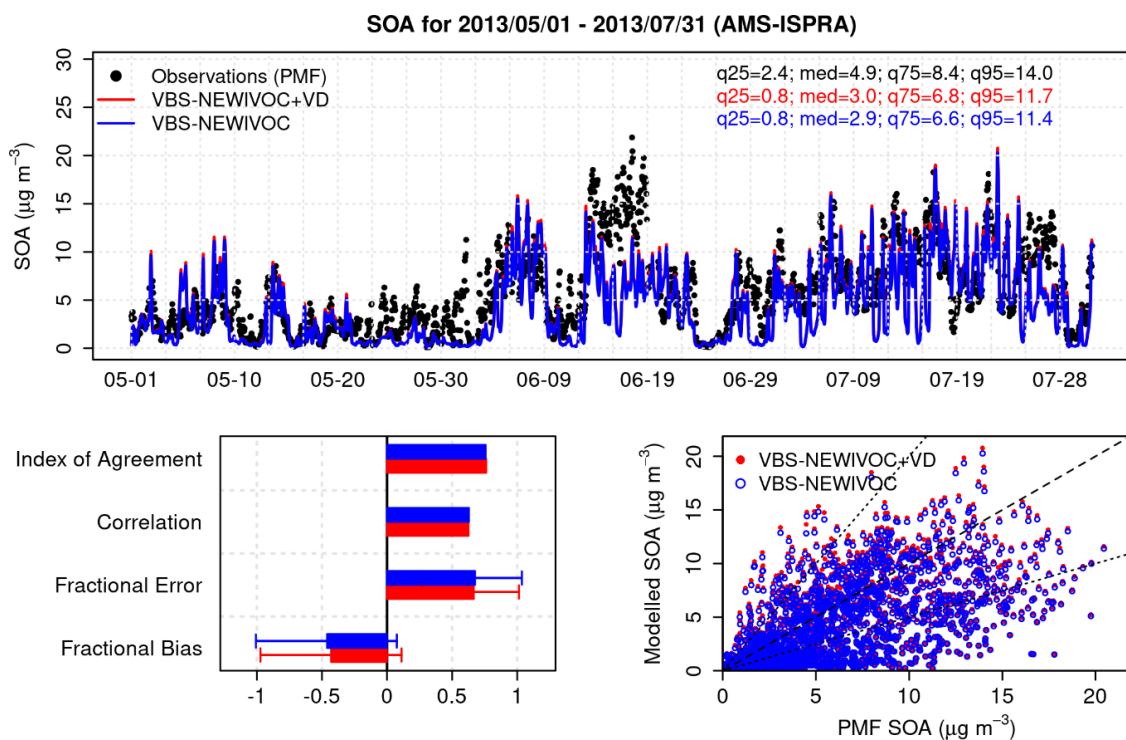 SOA for 2013/05/01 - 2013/07/31 (AMS-ISPRA)
SOA (µg m⁻³)
30
25
20
15
10
5
0
Observations (PMF)
VBS-NEWIVOC+VD
VBS-NEWIVOC
q25=2.4; med=4.9; q75=8.4; q95=14.0
q25=0.8; med=3.0; q75=6.8; q95=11.7
q25=0.8; med=2.9; q75=6.6; q95=11.4
05-01 05-10 05-20 05-30 06-09 06-19 06-29 07-09 07-19 07-28
Index of Agreement
Correlation
Fractional Error
Fractional Bias
-1 -0.5 0 0.5 1
Modelled SOA (µg m⁻³)
20
15
10
5
0
VBS-NEWIVOC+VD
VBS-NEWIVOC
0 5 10 15 20
PMF SOA (µg m⁻³)